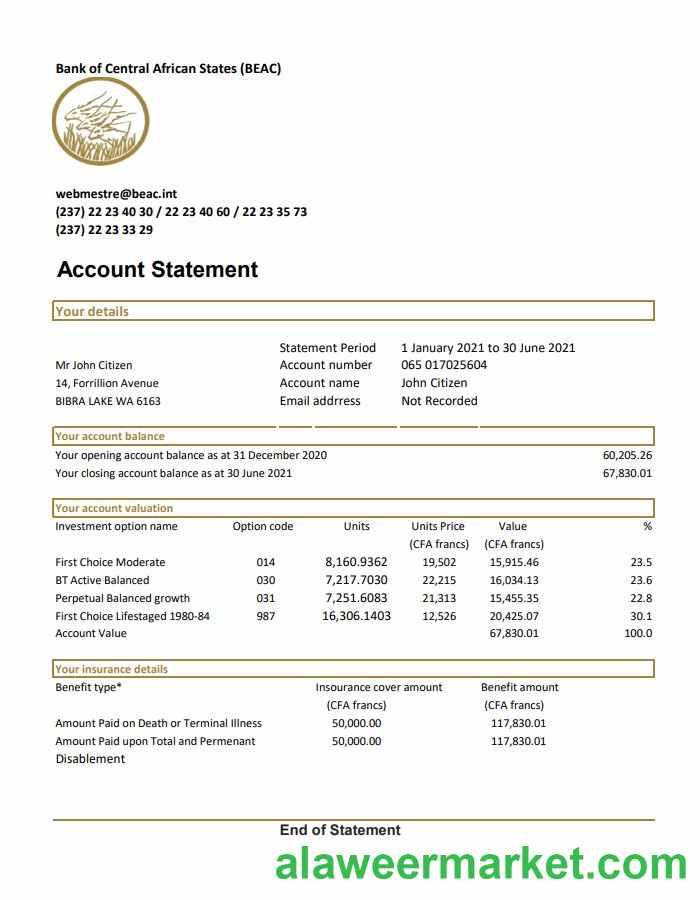 Bank of Central African States (BEAC)
webmestre@beac.int
(237) 22 23 40 30 / 22 23 40 60 / 22 23 35 73
(237) 22 23 33 29
Account Statement
Your details
Statement Period 1 January 2021 to 30 June 2021
Mr John Citizen Account number 065 017025604
14, Forrillion Avenue Account name John Citizen
BIBRA LAKE WA 6163 Email addrress Not Recorded
Your account balance
Your opening account balance as at 31 December 2020 60,205.26
Your closing account balance as at 30 June 2021 67,830.01
Your account valuation
Investment option name Option code Units Units Price Value %
(CFA francs) (CFA francs)
First Choice Moderate 014 8,160.9362 19,502 15,915.46 23.5
BT Active Balanced 030 7,217.7030 22,215 16,034.13 23.6
Perpetual Balanced growth 031 7,251.6083 21,313 15,455.35 22.8
First Choice Lifestaged 1980-84 987 16,306.1403 12,526 20,425.07 30.1
Account Value 67,830.01 100.0
Your insurance details
Benefit type* Insourance cover amount Benefit amount
(CFA francs) (CFA francs)
Amount Paid on Death or Terminal Illness 50,000.00 117,830.01
Amount Paid upon Total and Permenant 50,000.00 117,830.01
Disablement
End of Statement
alaweermarket.com